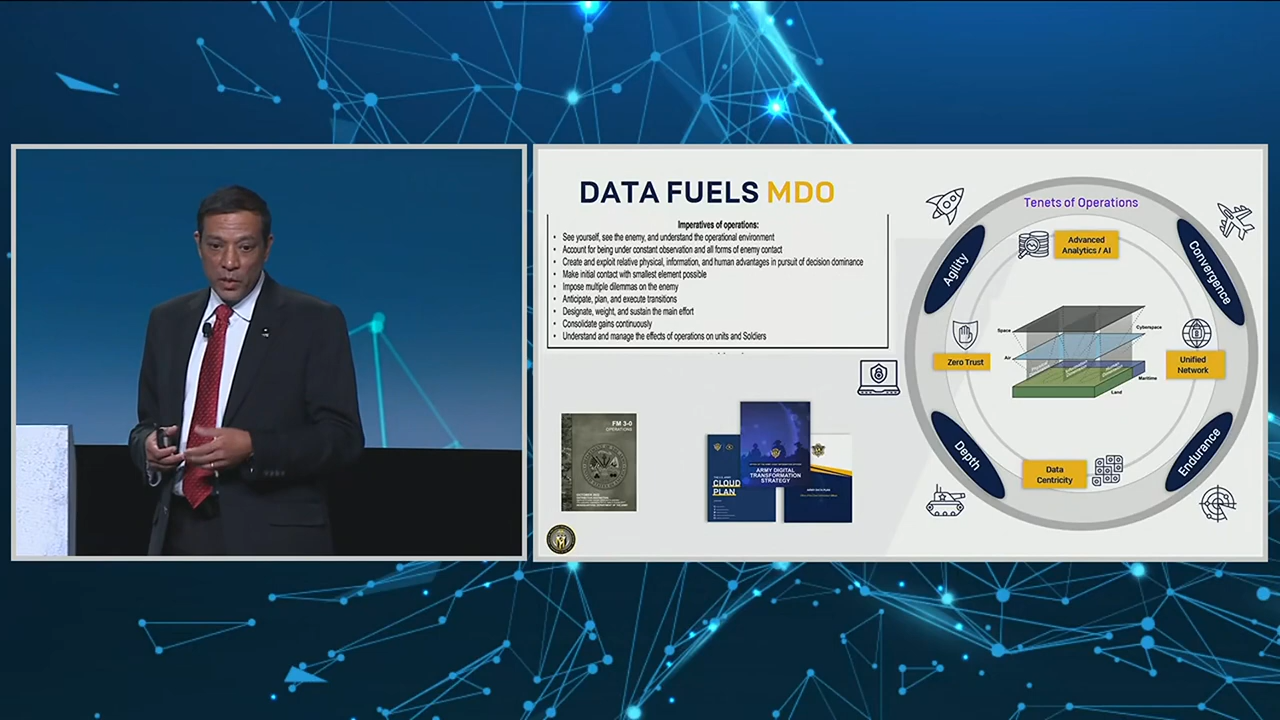 DATA FUELS MDO
Imperatives of operations:
• See yourself, see the enemy, and understand the operational environment
• Account for being under constant observation and all forms of enemy contact
• Create and exploit relative physical, information, and human advantages in pursuit of decision dominance
• Make initial contact with smallest element possible
• Impose multiple dilemmas on the enemy
• Anticipate, plan, and execute transitions
• Designate, weight, and sustain the main effort
• Consolidate gains continuously
• Understand and manage the effects of operations on units and Soldiers
FM 3-0
OPERATIONS
CLOUD
PLAN
ARMY DIGITAL
TRANSFORMATION
STRATEGY
ARMY DATA PLAN
Tenets of Operations
Agility
Convergence
Depth
Endurance
Advanced
Analytics / AI
Zero Trust
Unified
Network
Data
Centricity
Space
Cyberspace
Air
Maritime
Land